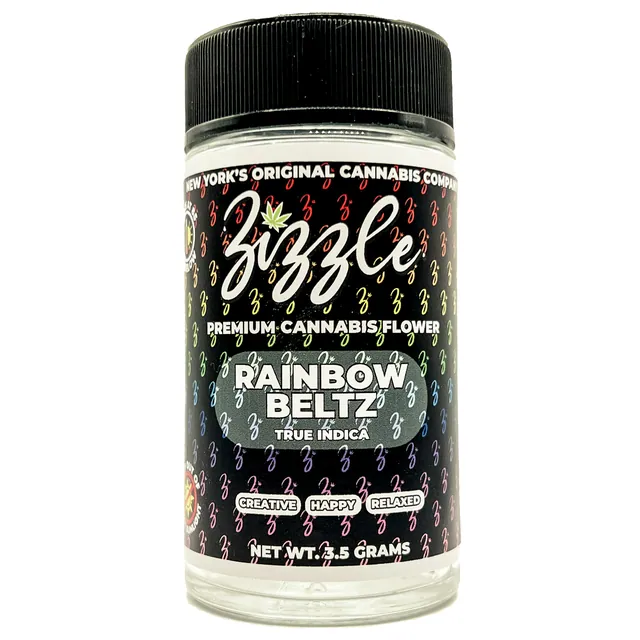 NEW YORK'S ORIGINAL CANNABIS COMPA
Zizzle
PREMIUM CANNABIS FLOWER
RAINBOW
BELTZ
TRUE INDICA
CREATIVE HAPPY RELAXED
NET WT. 3.5 GRAMS